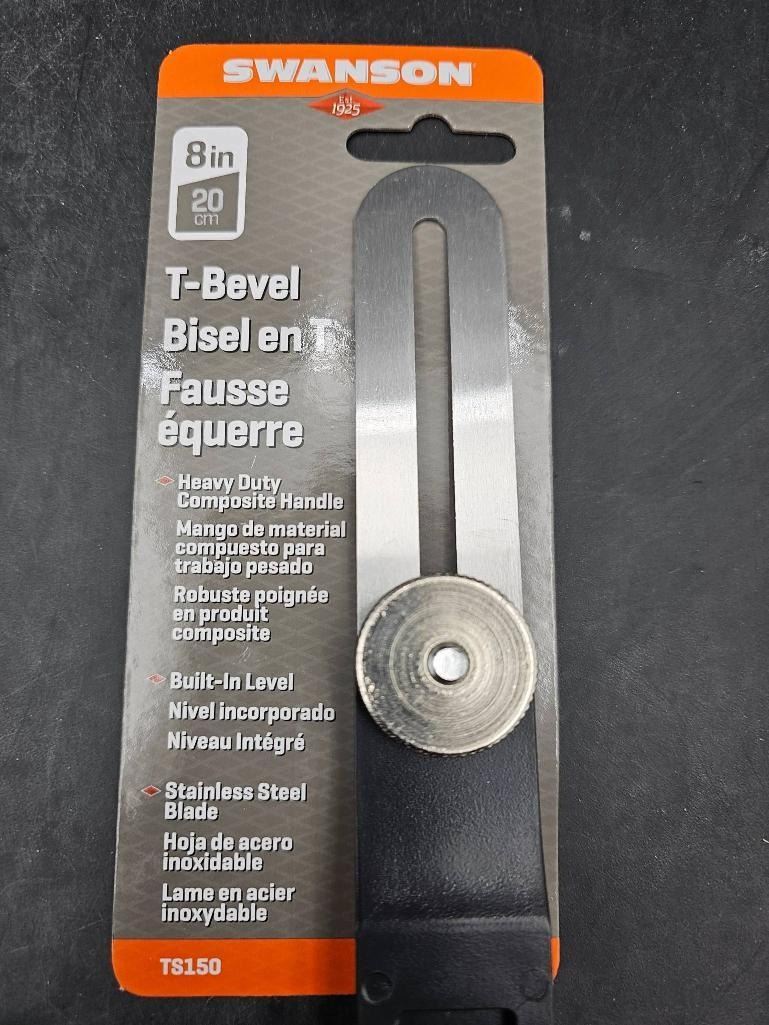 SWANSON
Est.
1925
8in
20
cm
T-Bevel
Bisel en T
Fausse
équerre
Heavy Duty
Composite Handle
Mango de material
compuesto para
trabajo pesado
Robuste poignée
en produit
composite
Built-In Level
Nivel incorporado
Niveau Intégré
Stainless Steel
Blade
Hoja de acero
inoxidable
Lame en acier
inoxydable
TS150